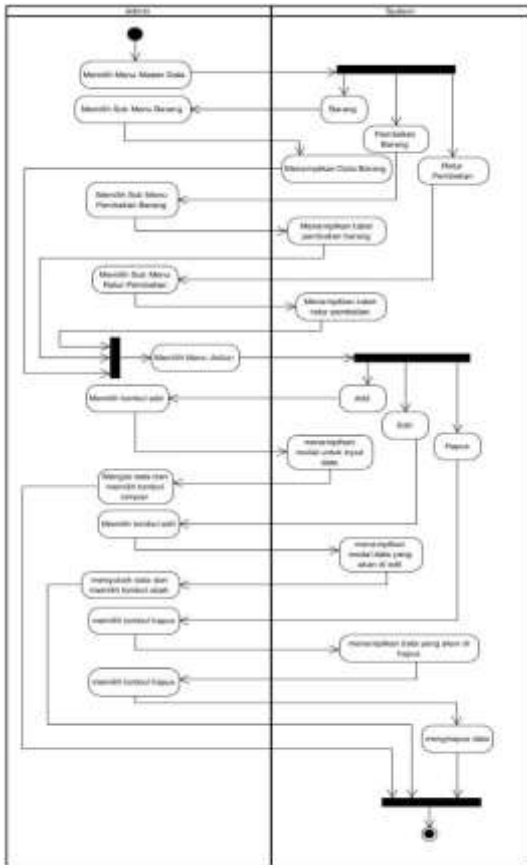 Admin
System
Memilih Menu Master Data
Memilih Sub Menu Barang
Barang
Pembelian
Barang
Retur
Pembelian
Menampilkan Data Barang
Memilih Sub Menu
Pembelian Barang
Menampilkan tabel
pembelian barang
Memilih Sub Menu
Retur Pembelian
Menampilkan tabel
retur pembelian
Memilih Menu Action
Add
Edit
Hapus
Memilih tombol add
menampilkan
modal untuk input
data
Mengisi data dan
memilih tombol
simpan
Memilih tombol edit
menampilkan
modal data yang
akan di edit
mengubah data dan
memilih tombol ubah
memilih tombol hapus
menampilkan data yang akan di
hapus
memilih tombol hapus
menghapus data